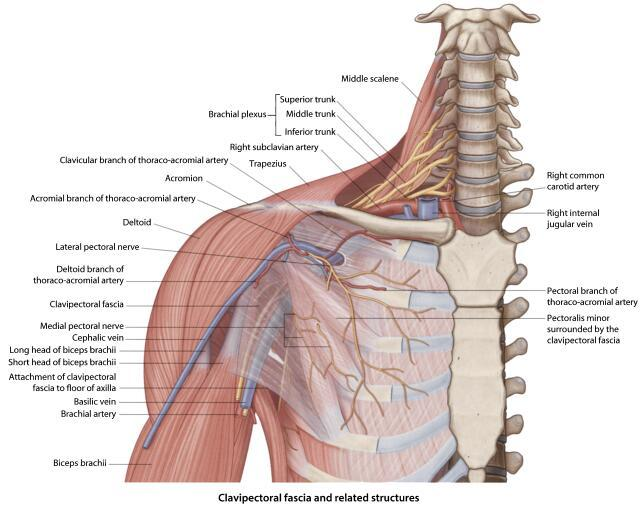 Middle scalene
Superior trunk
Brachial plexus
Middle trunk
Inferior trunk
Right subclavian artery
Clavicular branch of thoraco-acromial artery
Trapezius
Acromion
Acromial branch of thoraco-acromial artery
Deltoid
Lateral pectoral nerve
Deltoid branch of
thoraco-acromial artery
Clavipectoral fascia
Medial pectoral nerve
Cephalic vein
Long head of biceps brachii
Short head of biceps brachii
Attachment of clavipectoral
fascia to floor of axilla
Basilic vein
Brachial artery
Biceps brachii
Right common
carotid artery
Right internal
jugular vein
Pectoral branch of
thoraco-acromial artery
Pectoralis minor
surrounded by the
clavipectoral fascia
Clavipectoral fascia and related structures